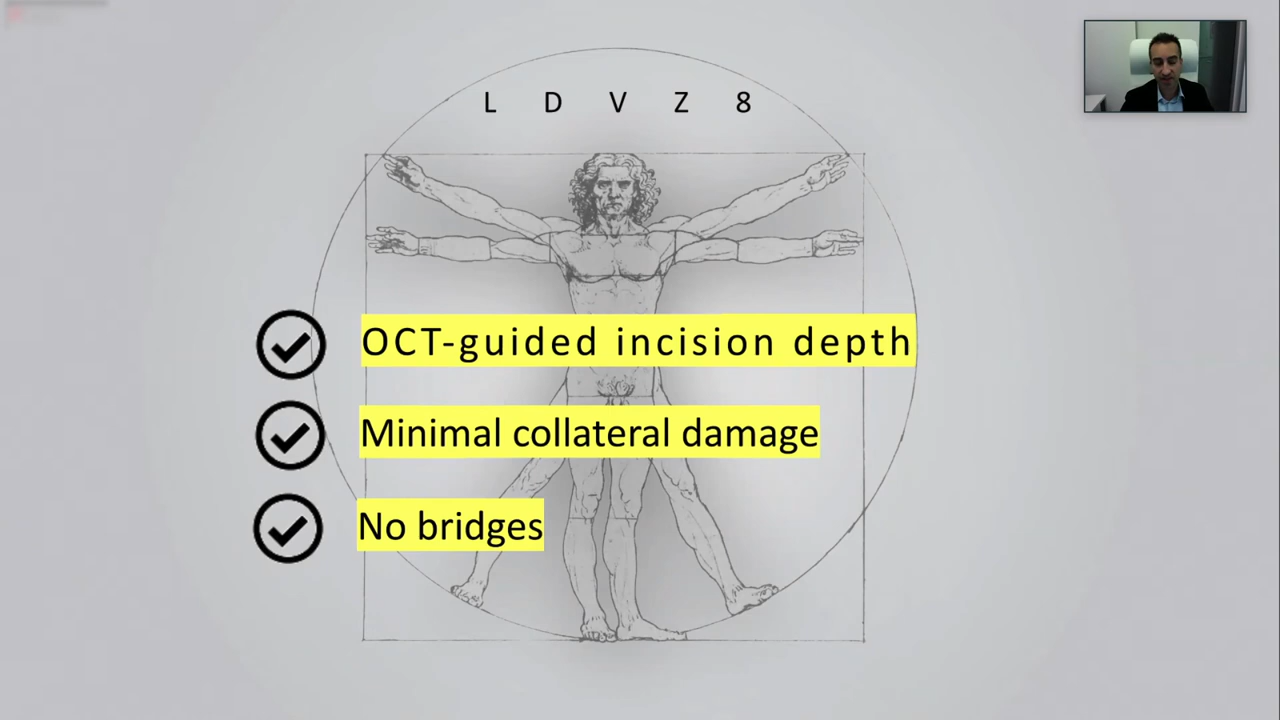 L D V Z 8
OCT-guided incision depth
Minimal collateral damage
No bridges